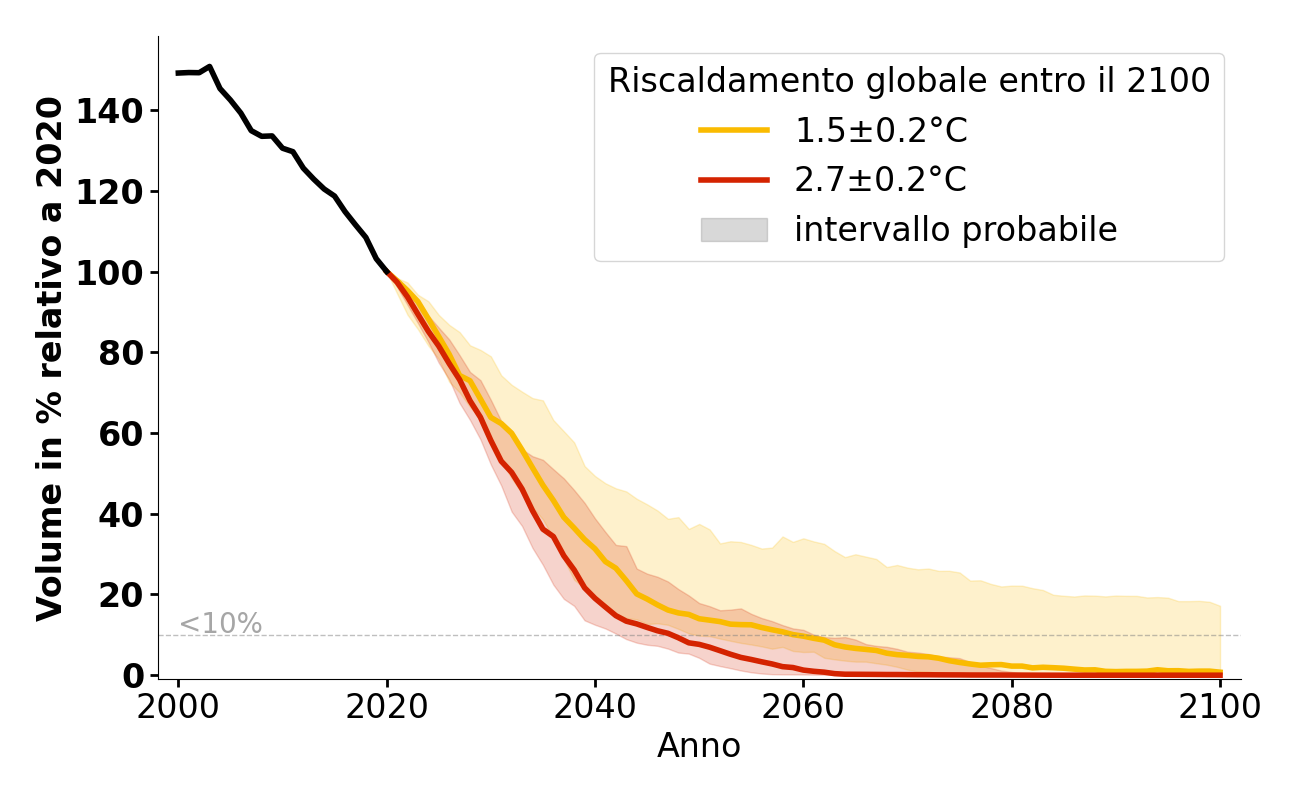 Volume in % relativo a 2020
140
120
100
80
60
40
20
0
<10%
Riscaldamento globale entro il 2100
1.5±0.2°C
2.7±0.2°C
intervallo probabile
2000 2020 2040 2060 2080 2100
Anno